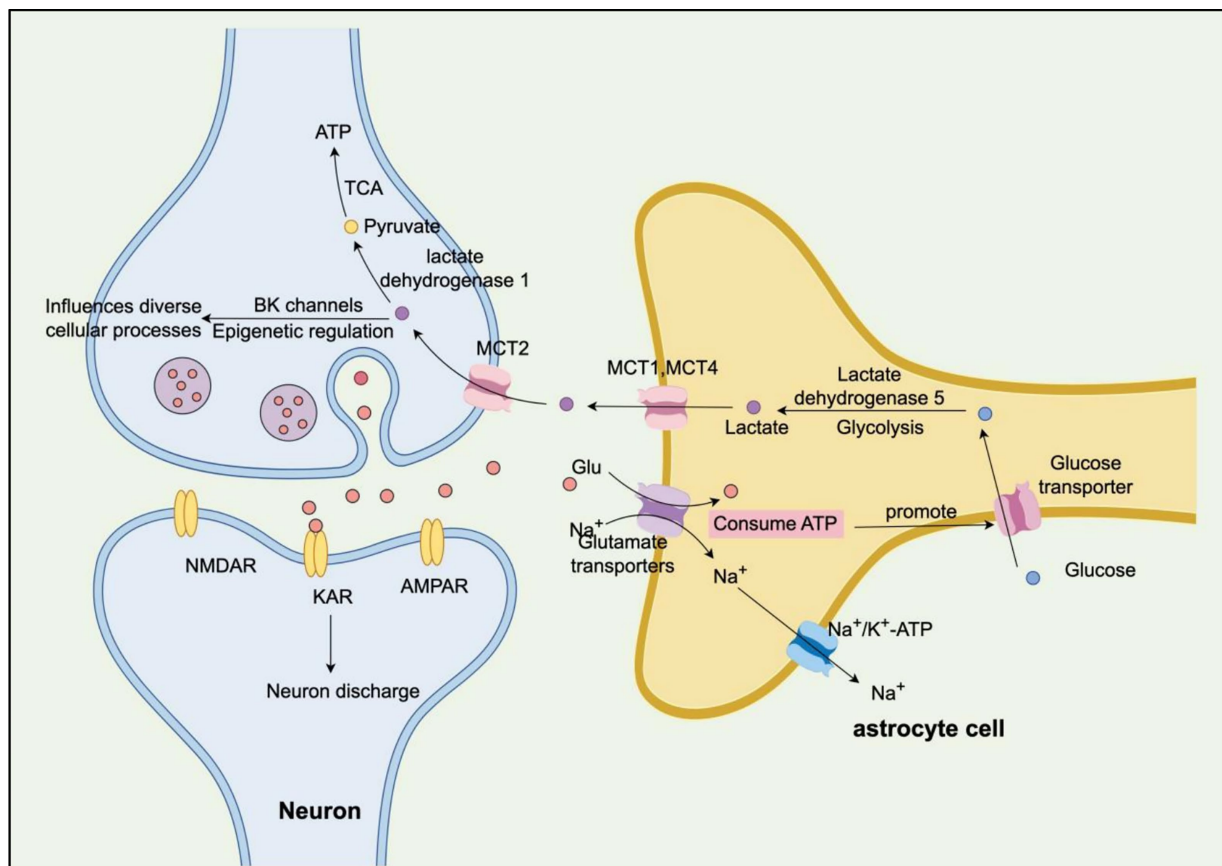 ATP
TCA
Pyruvate
lactate
dehydrogenase 1
Influences diverse
cellular processes
BK channels
Epigenetic regulation
MCT2
MCT1,MCT4
Lactate
dehydrogenase 5
Lactate
Glycolysis
Glu
Na⁺
Glutamate
transporters
Consume ATP
promote
Glucose
transporter
Glucose
Na⁺
Na⁺/K⁺-ATP
Na⁺
astrocyte cell
NMDAR
KAR
AMPAR
Neuron discharge
Neuron